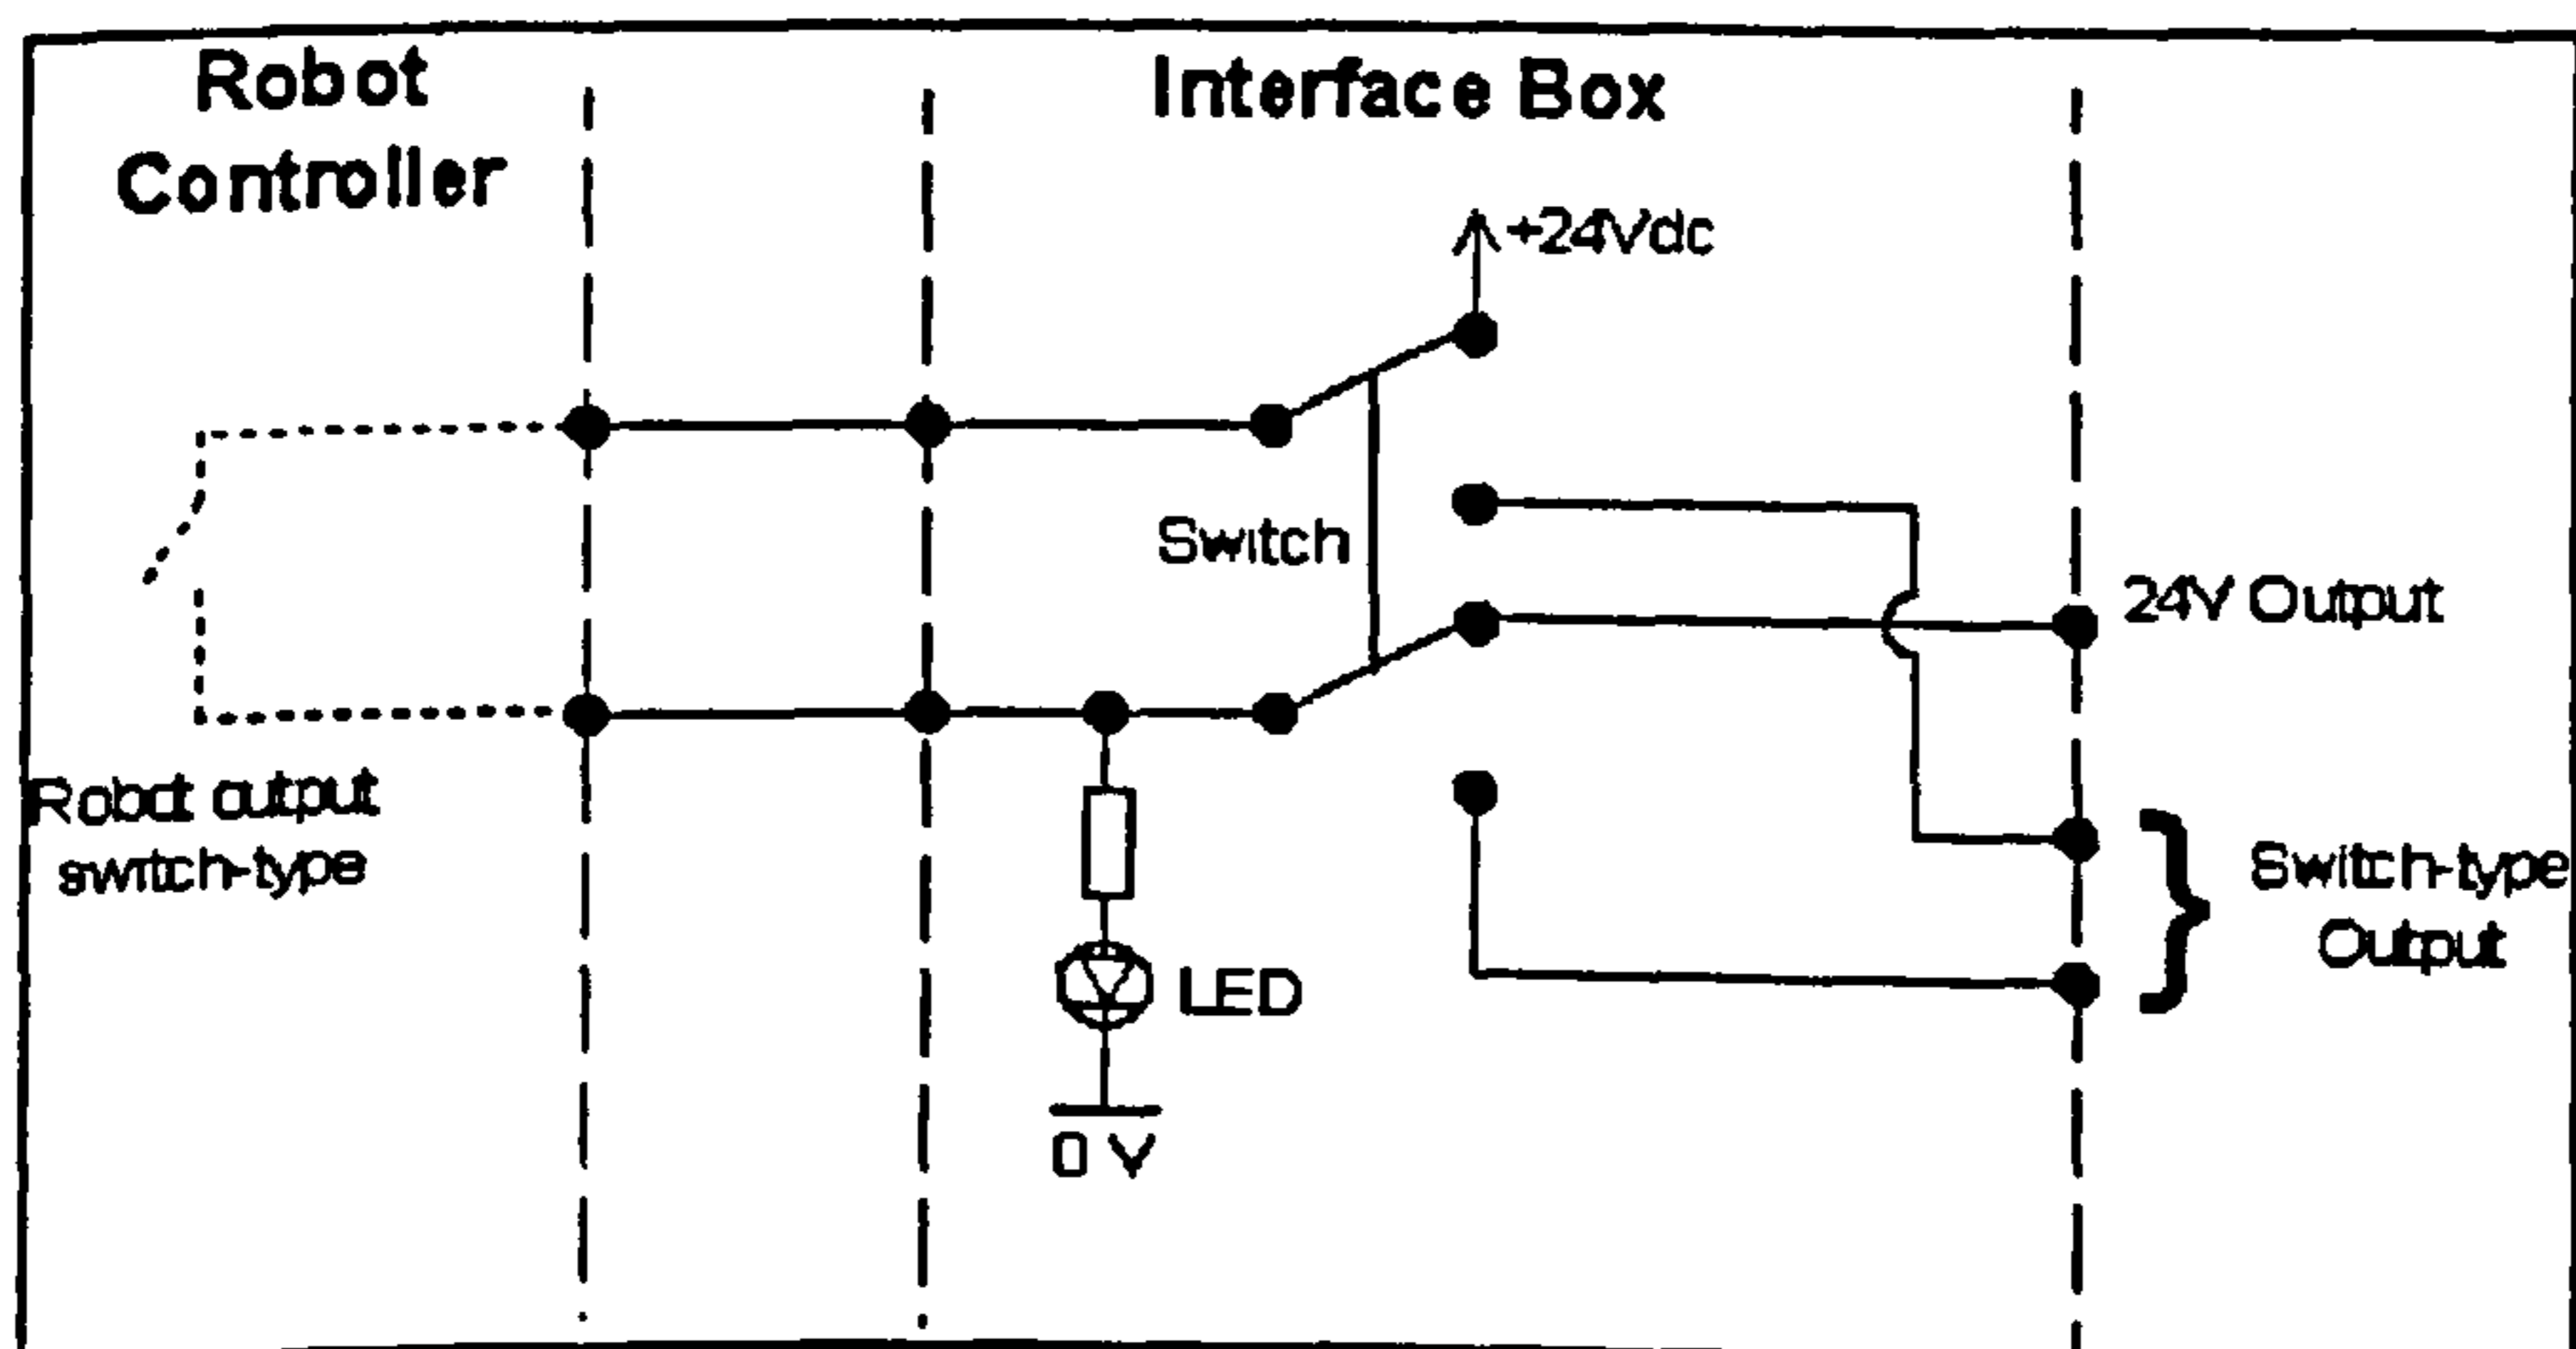 Robot
Controller
Interface Box
+24Vdc
Switch
24V Output
Robot output
switch-type
Switch-type
Output
LED
0 V